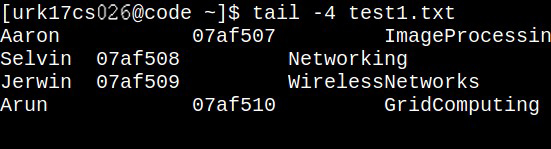 [urk17cs026@code ~]$ tail -4 test1.txt
Aaron 07af507 ImageProcessin
Selvin 07af508 Networking
Jerwin 07af509 WirelessNetworks
Arun 07af510 GridComputing